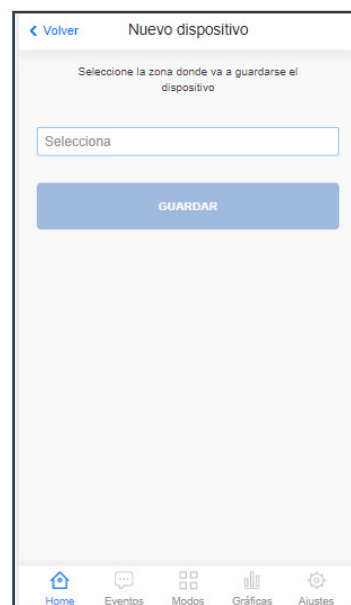 Volver Nuevo dispositivo
Seleccione la zona donde va a guardarse el
dispositivo
Selecciona
GUARDAR
Home Eventos Modos Gráficas Ajustes